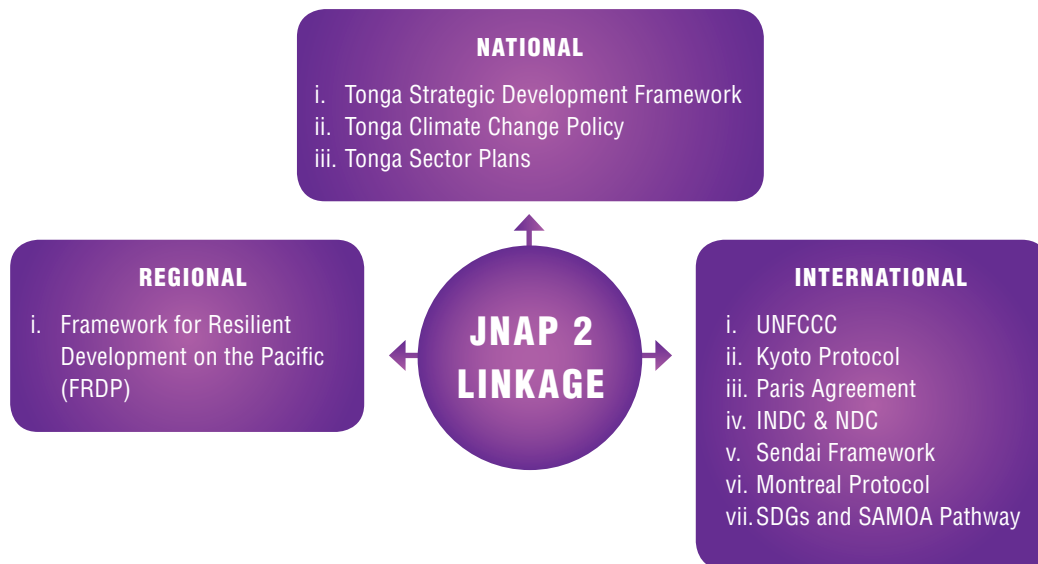 NATIONAL
i. Tonga Strategic Development Framework
ii. Tonga Climate Change Policy
iii. Tonga Sector Plans
REGIONAL
i. Framework for Resilient
Development on the Pacific
(FRDP)
JNAP 2
LINKAGE
INTERNATIONAL
i. UNFCCC
ii. Kyoto Protocol
iii. Paris Agreement
iv. INDC & NDC
v. Sendai Framework
vi. Montreal Protocol
vii. SDGs and SAMOA Pathway